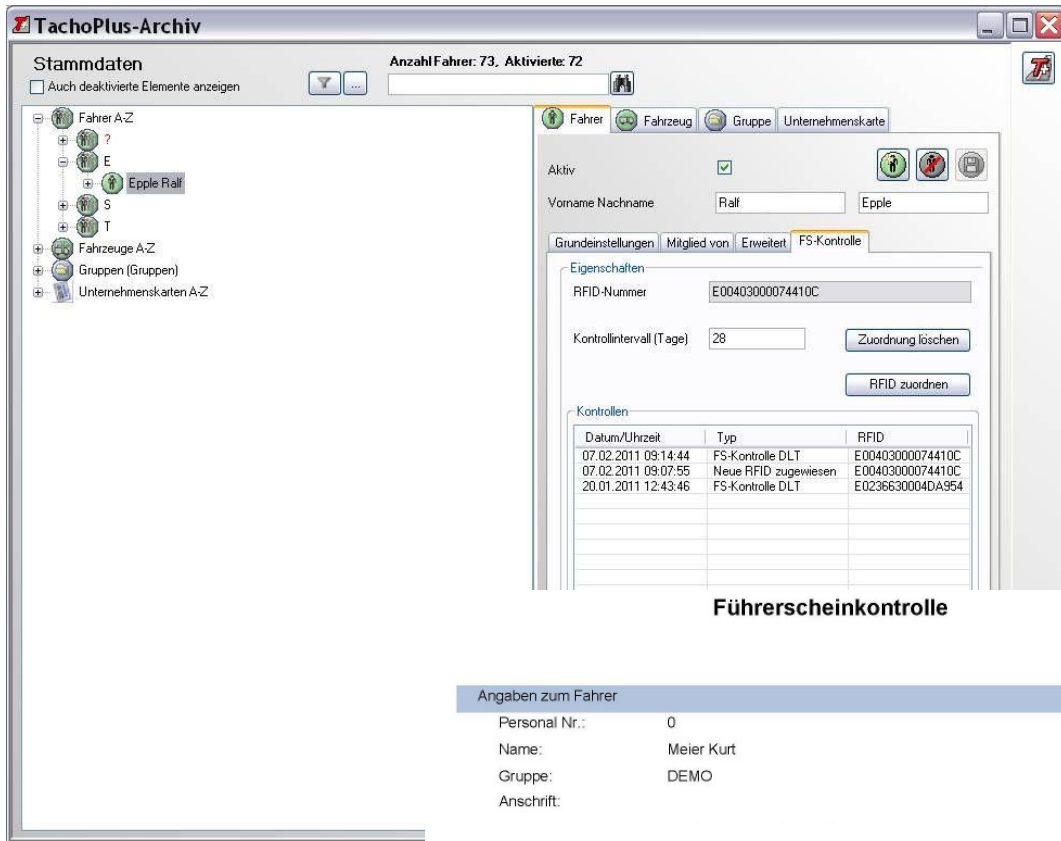 TachoPlus-Archiv
Stammdaten
Auch deaktivierte Elemente anzeigen
...
Anzahl Fahrer: 73, Aktivierte: 72
Fahrer A-Z
?
E
Epple Ralf
S
T
Fahrzeuge A-Z
Gruppen (Gruppen)
Unternehmenskarten A-Z
Fahrer Fahrzeug Gruppe Unternehmenskarte
Aktiv
Vorname Nachname Ralf Epple
Grundeinstellungen Mitglied von Erweitert FS-Kontrolle
Eigenschaften
RFID-Nummer E00403000074410C
Kontrollintervall (Tage) 28 Zuordnung löschen
RFID zuordnen
Kontrollen
Datum/Uhrzeit Typ RFID
07.02.2011 09:14:44 FS-Kontrolle DLT E00403000074410C
07.02.2011 09:07:55 Neue RFID zugewiesen E00403000074410C
20.01.2011 12:43:46 FS-Kontrolle DLT E0236630004DA954
Führerscheinkontrolle
Angaben zum Fahrer
Personal Nr.: 0
Name: Meier Kurt
Gruppe: DEMO
Anschrift: